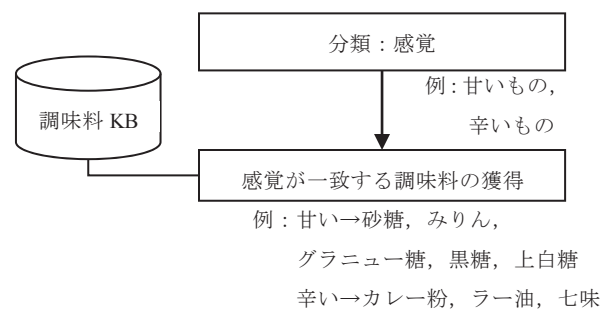 分類：感覚
例：甘いもの，
辛いもの
調味料 KB
感覚が一致する調味料の獲得
例：甘い→砂糖，みりん，
グラニュー糖，黒糖，上白糖
辛い→カレー粉，ラー油，七味